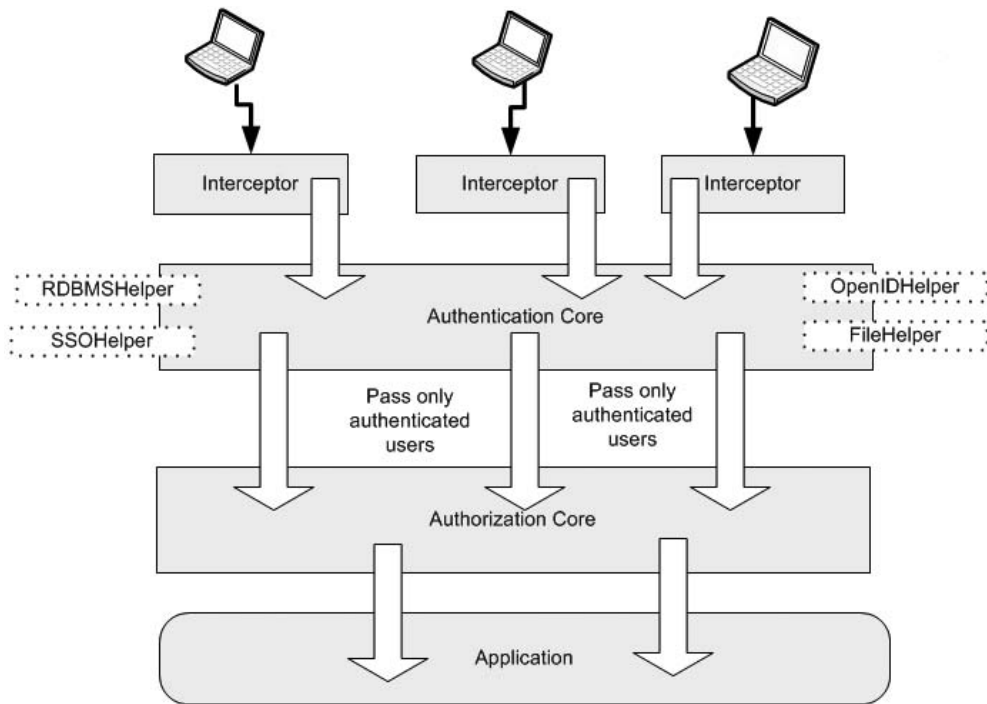 Interceptor
Interceptor
Interceptor
RDBMSHelper
OpenIDHelper
Authentication Core
SSOHelper
FileHelper
Pass only
authenticated
users
Pass only
authenticated
users
Authorization Core
Application